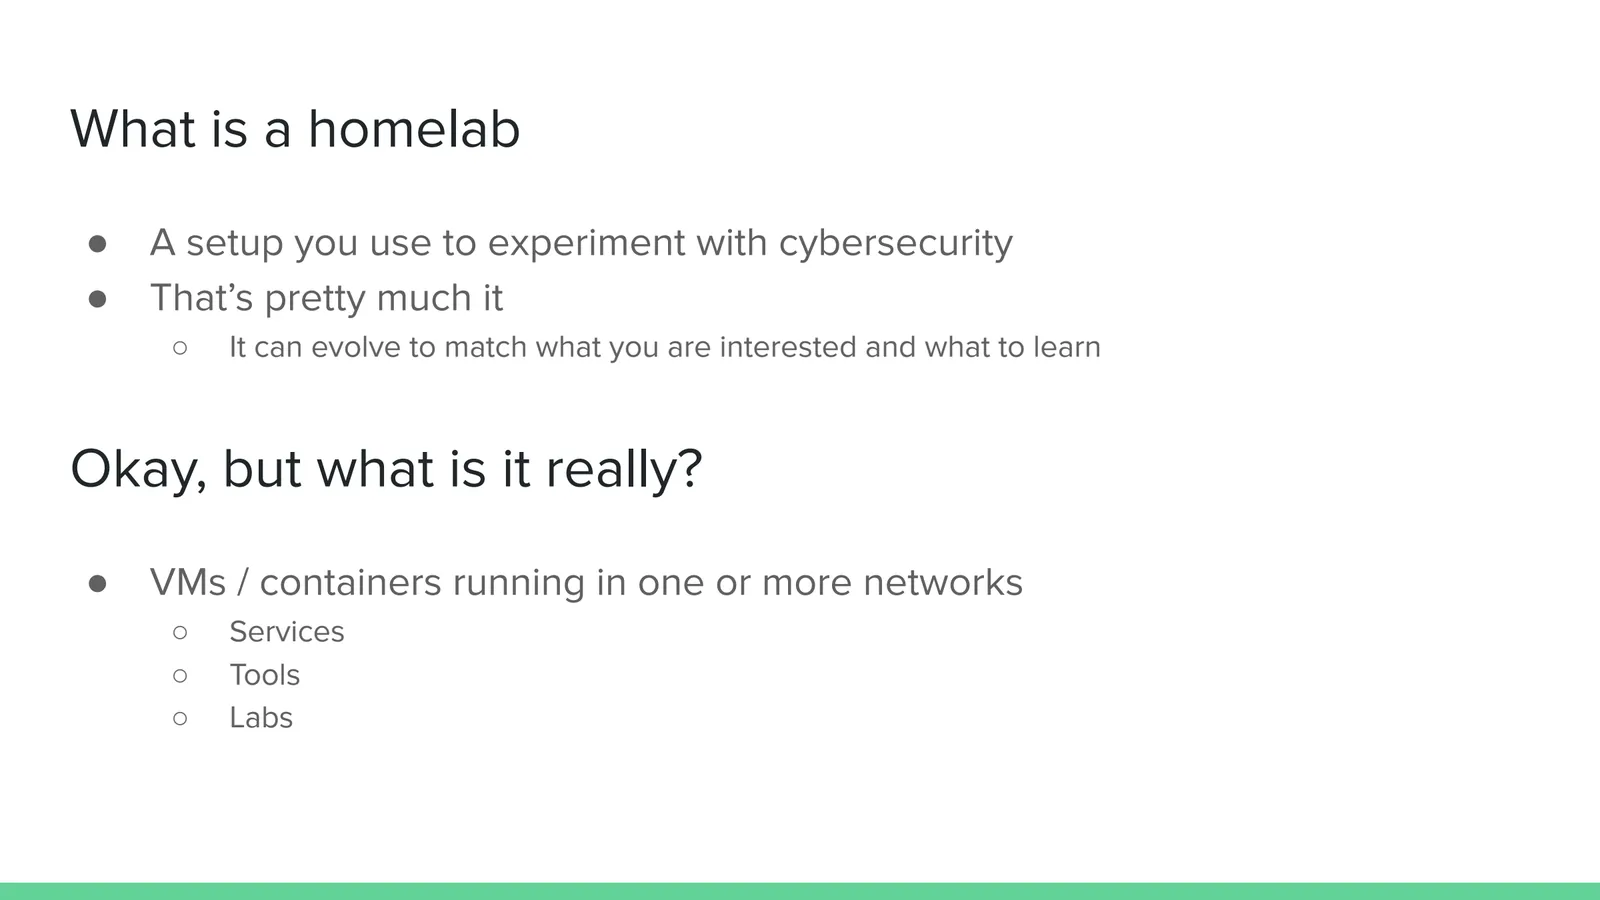 What is a homelab
● A setup you use to experiment with cybersecurity
● That’s pretty much it
○ It can evolve to match what you are interested and what to learn
Okay, but what is it really?
● VMs / containers running in one or more networks
○ Services
○ Tools
○ Labs